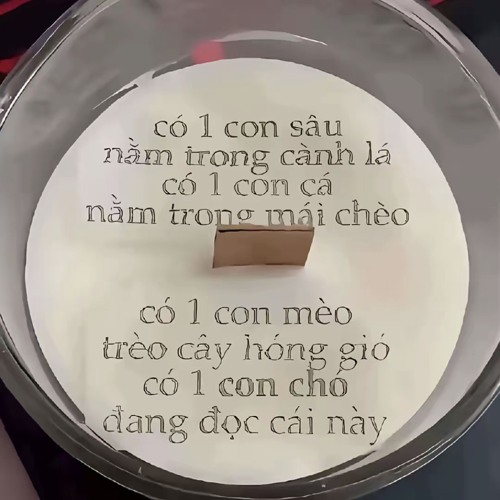 có 1 con sâu
nằm trong cành lá
có 1 con cá
nằm trong mái chèo
có 1 con mèo
trèo cây hóng gió
có 1 con chó
đang đọc cái này